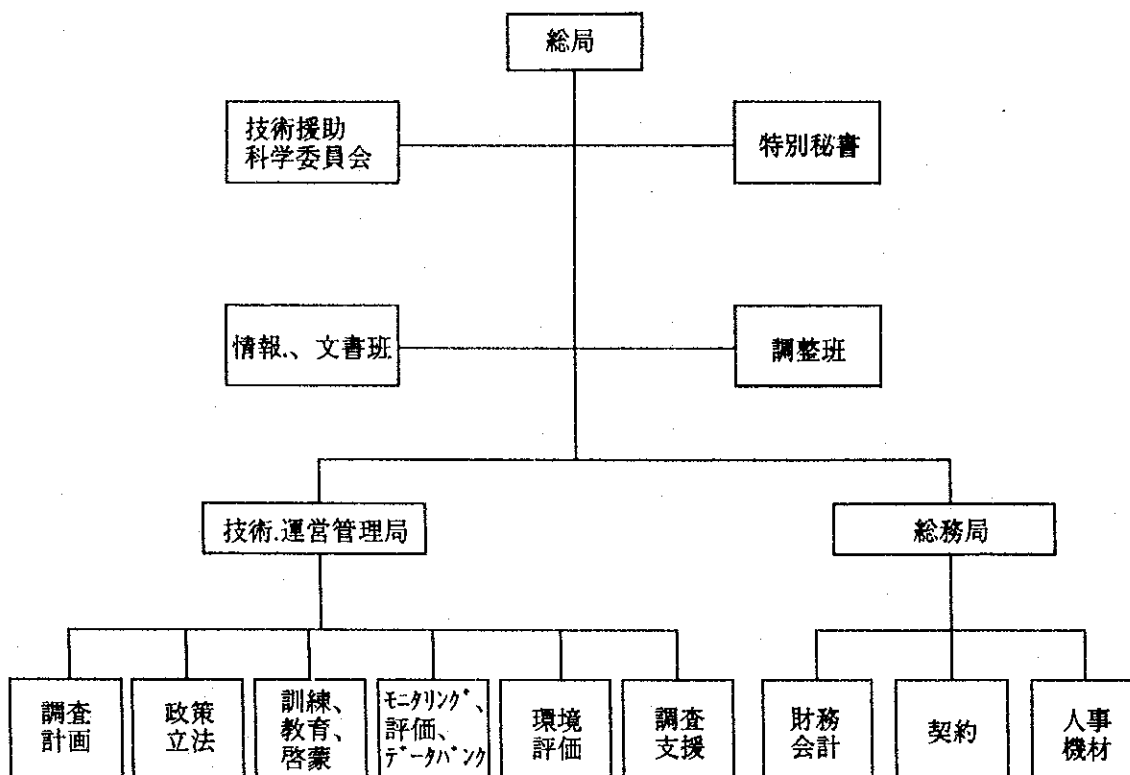 総局
技術援助
科学委員会
特別秘書
情報.、文書班
調整班
技術.運営管理局
総務局
調査
計画
政策
立法
訓練、
教育、
啓蒙
ﾓﾆﾀﾘﾝｸﾞ、
評価、
ﾃﾞｰﾀﾊﾞﾝｸ
環境
評価
調査
支援
財務
会計
契約
人事
機材